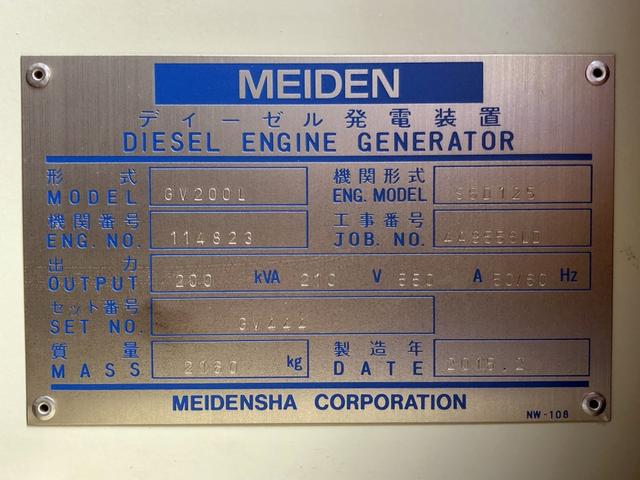 MEIDEN
ディーゼル発電装置
DIESEL ENGINE GENERATOR
形式 MODEL GV200L 機関形式 ENG. MODEL S6D125
機関番号 ENG. NO. 114823 工事番号 JOB. NO.
出力 OUTPUT 200 kVA 210 V 550 A 50/60 Hz
セット番号 SET NO. GV444
質量 MASS kg 製造年 DATE 2015.2
MEIDENSHA CORPORATION
NW-108